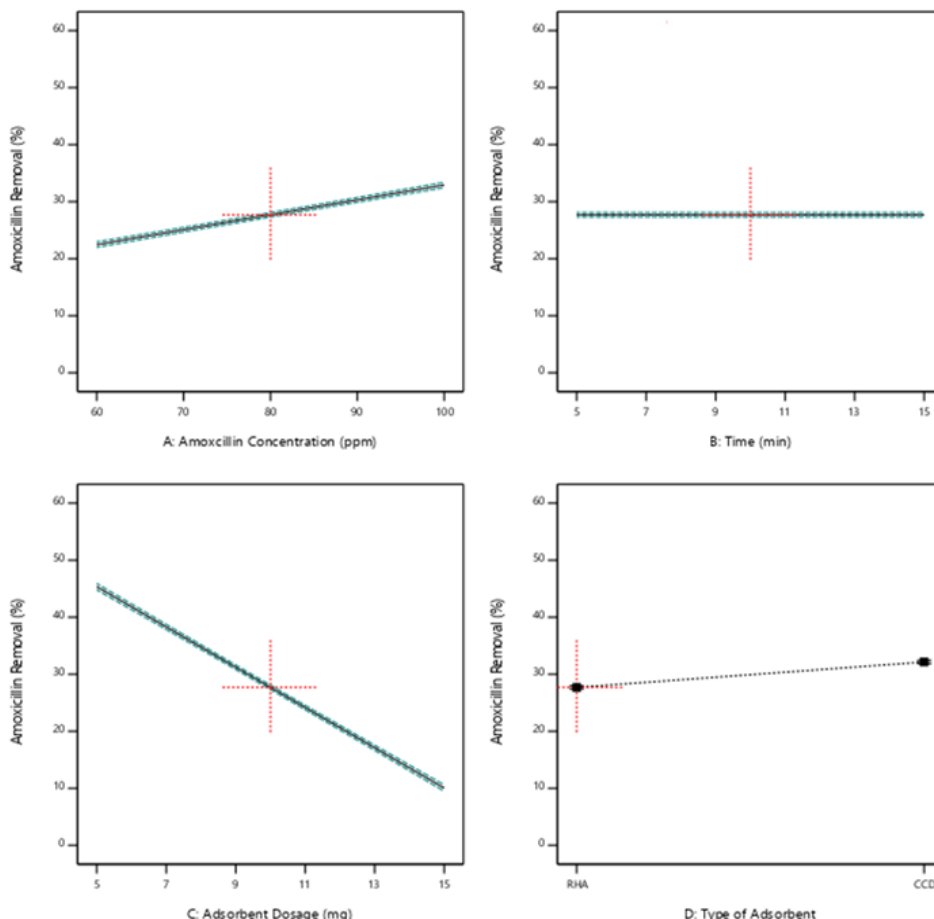 60
50
40
30
20
10
0
Amoxicillin Removal (%)
60 70 80 90 100
A: Amoxcillin Concentration (ppm)
60
50
40
30
20
10
0
Amoxicillin Removal (%)
5 7 9 11 13 15
B: Time (min)
60
50
40
30
20
10
0
Amoxicillin Removal (%)
5 7 9 11 13 15
C: Adsorbent Dosage (mg)
60
50
40
30
20
10
0
Amoxicillin Removal (%)
RHA CCD
D: Type of Adsorbent